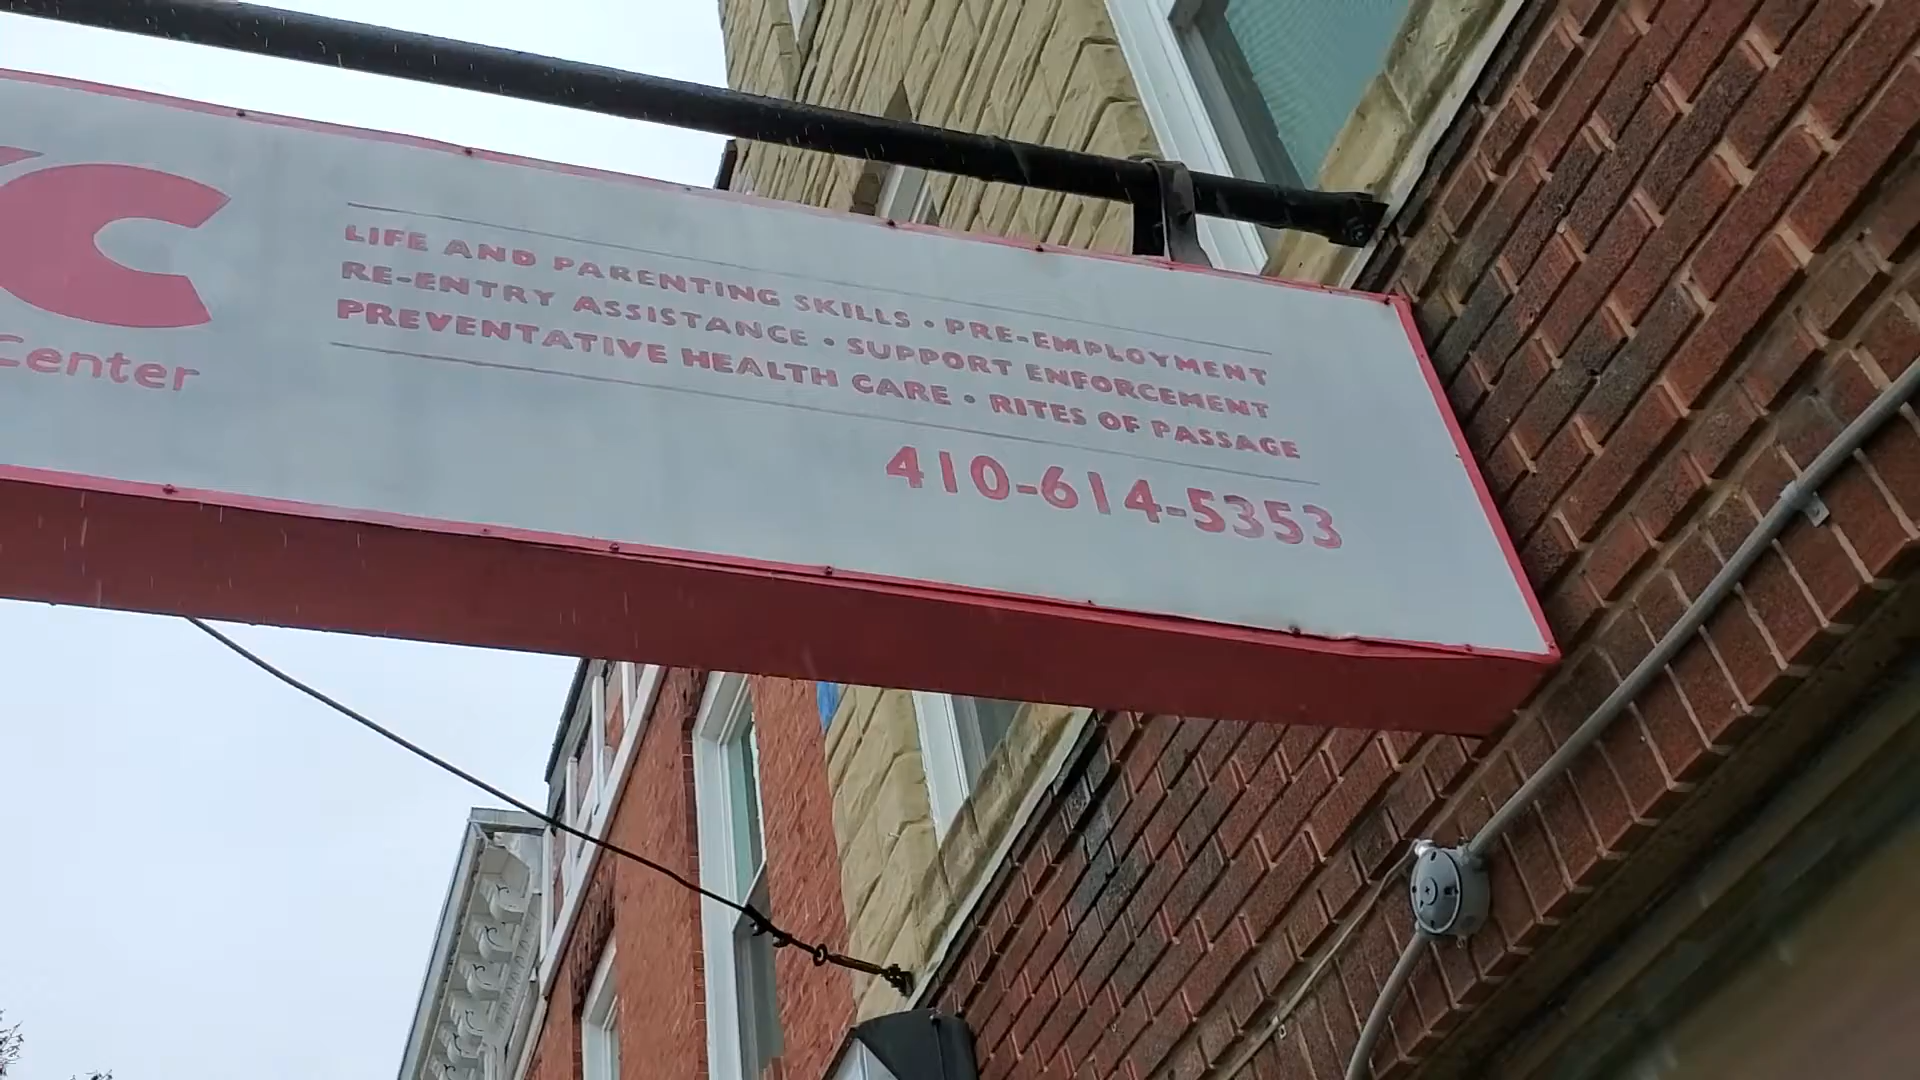 C
Center
LIFE AND PARENTING SKILLS • PRE-EMPLOYMENT
RE-ENTRY ASSISTANCE • SUPPORT ENFORCEMENT
PREVENTATIVE HEALTH CARE • RITES OF PASSAGE
410-614-5353